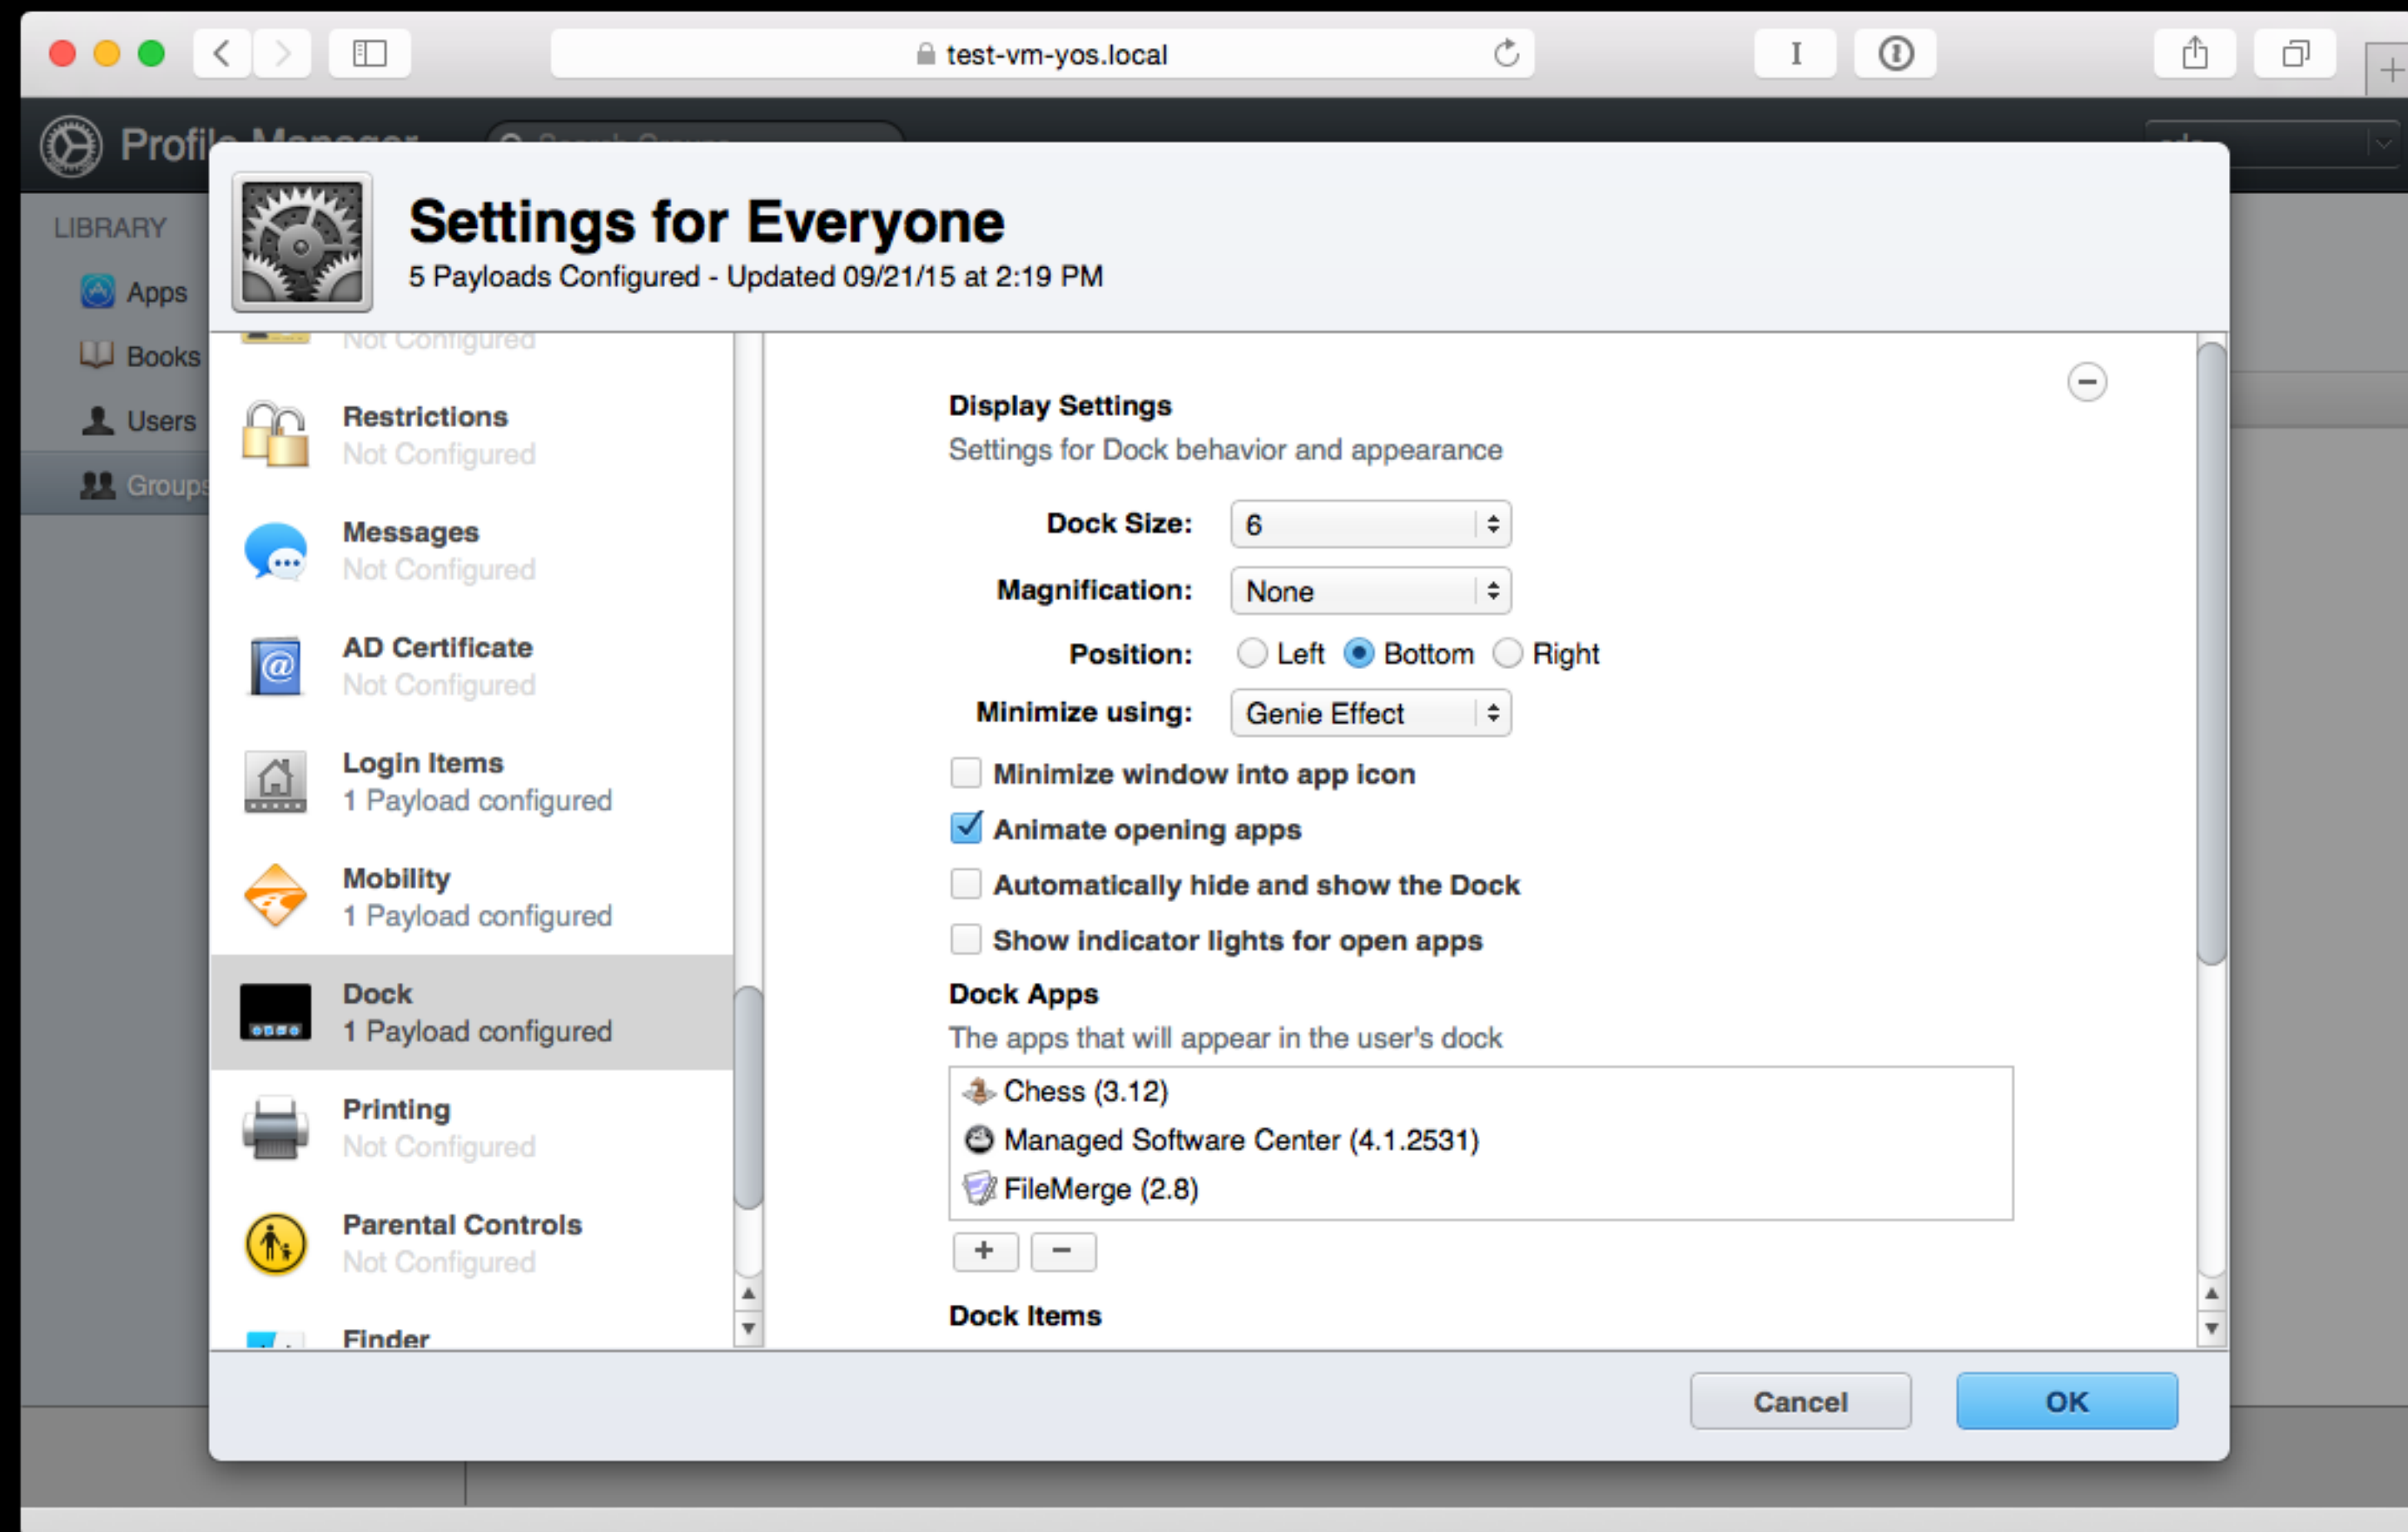 test-vm-yos.local
Profile Manager
Settings for Everyone
5 Payloads Configured - Updated 09/21/15 at 2:19 PM
LIBRARY
Apps
Books
Users
Groups
Not Configured
Restrictions
Not Configured
Messages
Not Configured
AD Certificate
Not Configured
Login Items
1 Payload configured
Mobility
1 Payload configured
Dock
1 Payload configured
Printing
Not Configured
Parental Controls
Not Configured
Finder
Display Settings
Settings for Dock behavior and appearance
Dock Size: 6
Magnification: None
Position: Left Bottom Right
Minimize using: Genie Effect
Minimize window into app icon
Animate opening apps
Automatically hide and show the Dock
Show indicator lights for open apps
Dock Apps
The apps that will appear in the user's dock
Chess (3.12)
Managed Software Center (4.1.2531)
FileMerge (2.8)
Dock Items
Cancel OK